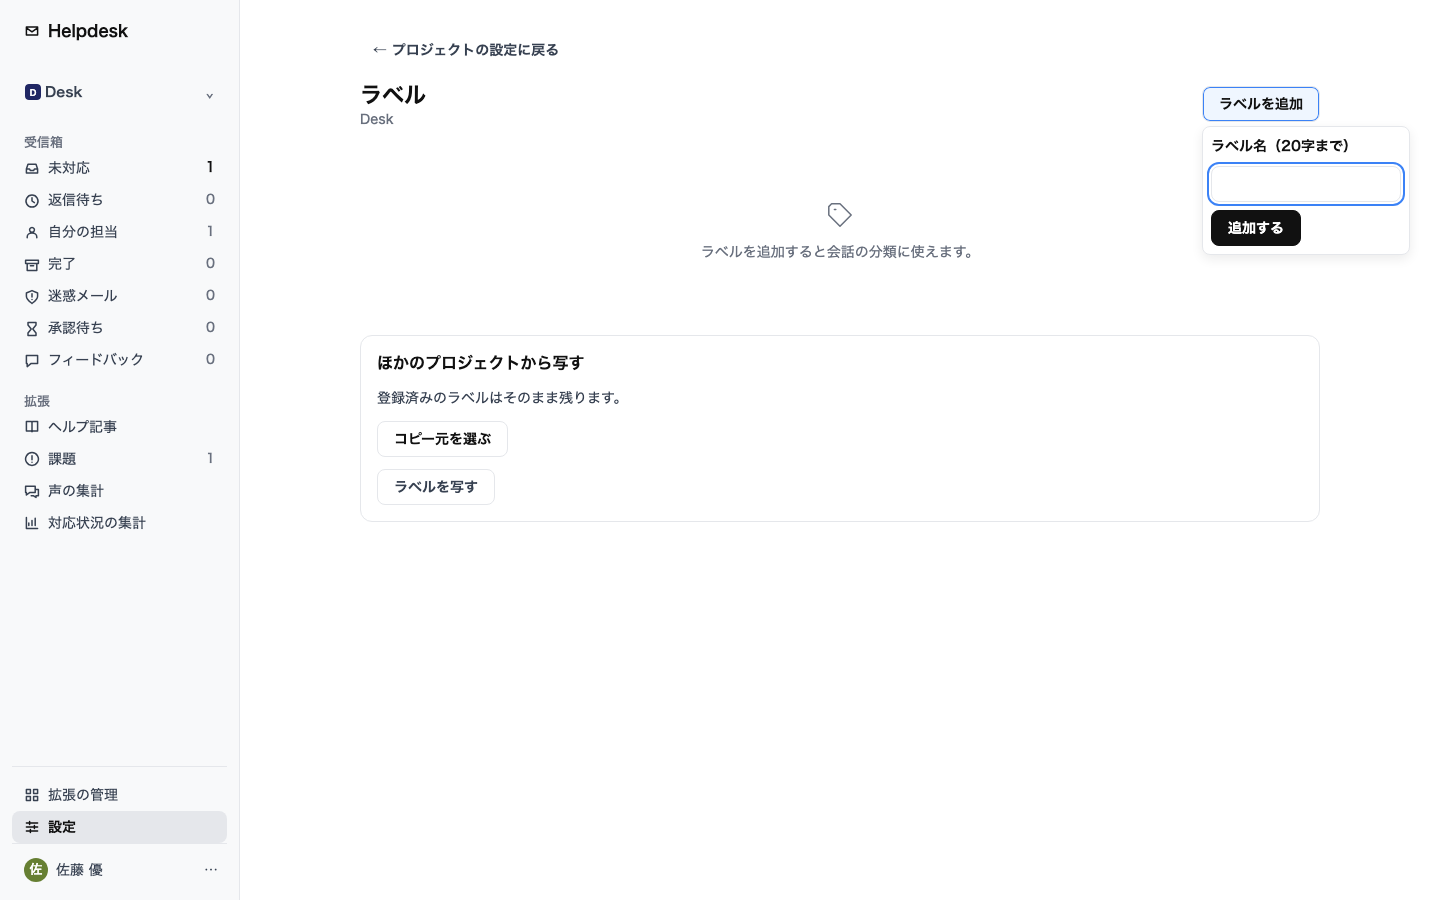 Helpdesk
D Desk
受信箱
未対応 1
返信待ち 0
自分の担当 1
完了 0
迷惑メール 0
承認待ち 0
フィードバック 0
拡張
ヘルプ記事
課題 1
声の集計
対応状況の集計
拡張の管理
設定
佐 佐藤 優 …
← プロジェクトの設定に戻る
ラベル
Desk
ラベルを追加
ラベル名（20字まで）
追加する
ラベルを追加すると会話の分類に使えます。
ほかのプロジェクトから写す
登録済みのラベルはそのまま残ります。
コピー元を選ぶ
ラベルを写す